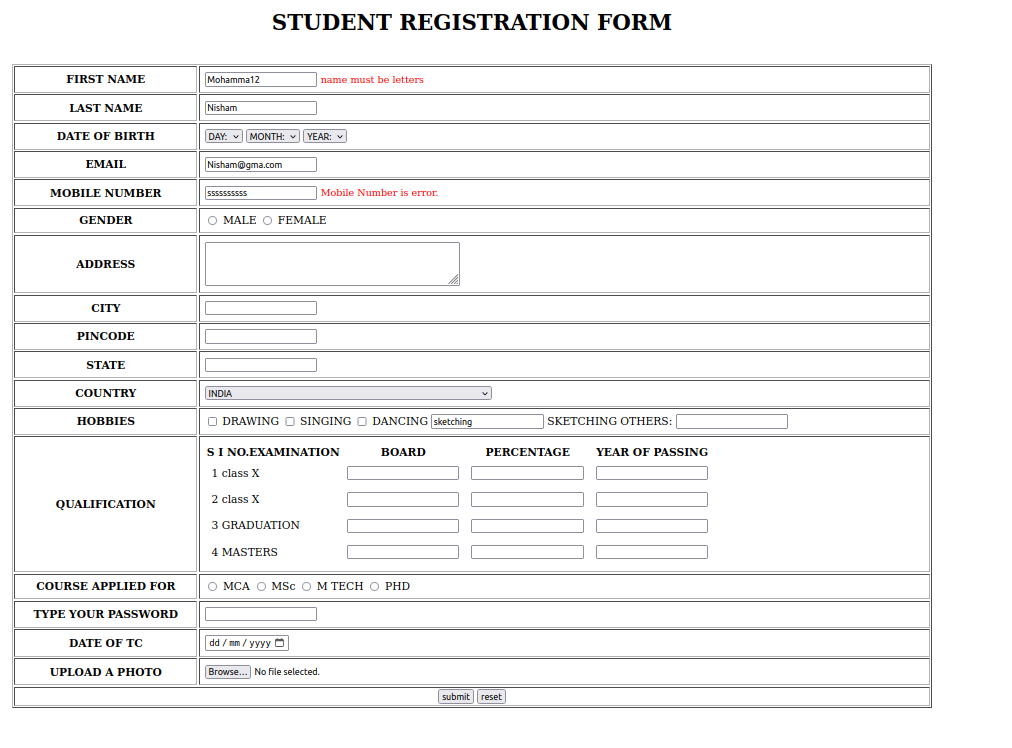 STUDENT REGISTRATION FORM
FIRST NAME Mohamma12 name must be letters
LAST NAME Nisham
DATE OF BIRTH DAY: MONTH: YEAR:
EMAIL Nisham@gma.com
MOBILE NUMBER ssssssssss Mobile Number is error.
GENDER MALE FEMALE
ADDRESS
CITY
PINCODE
STATE
COUNTRY INDIA
HOBBIES DRAWING SINGING DANCING sketching SKETCHING OTHERS:
QUALIFICATION
S I NO.EXAMINATION BOARD PERCENTAGE YEAR OF PASSING
1 class X
2 class X
3 GRADUATION
4 MASTERS
COURSE APPLIED FOR MCA MSc M TECH PHD
TYPE YOUR PASSWORD
DATE OF TC dd / mm / yyyy
UPLOAD A PHOTO Browse... No file selected.
submit reset